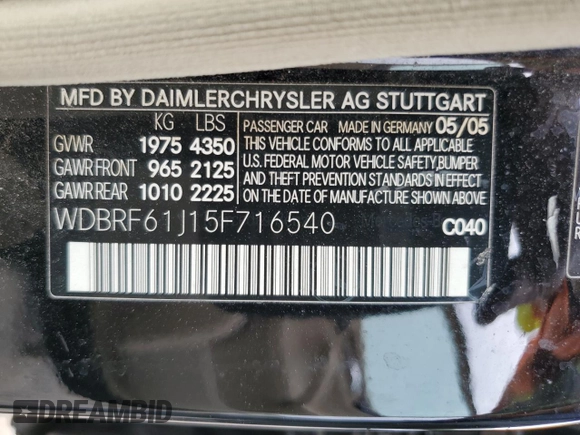 MFD BY DAIMLERCHRYSLER AG STUTTGART
KG LBS
GVWR 1975 4350
GAWR FRONT 965 2125
GAWR REAR 1010 2225
PASSENGER CAR MADE IN GERMANY 05/05
THIS VEHICLE CONFORMS TO ALL APPLICABLE
U.S. FEDERAL MOTOR VEHICLE SAFETY, BUMPER
AND THEFT PREVENTION STANDARDS IN EFFECT ON
THE DATE OF MANUFACTURE SHOWN ABOVE.
WDBRF61J15F716540
C040
DREAMBID